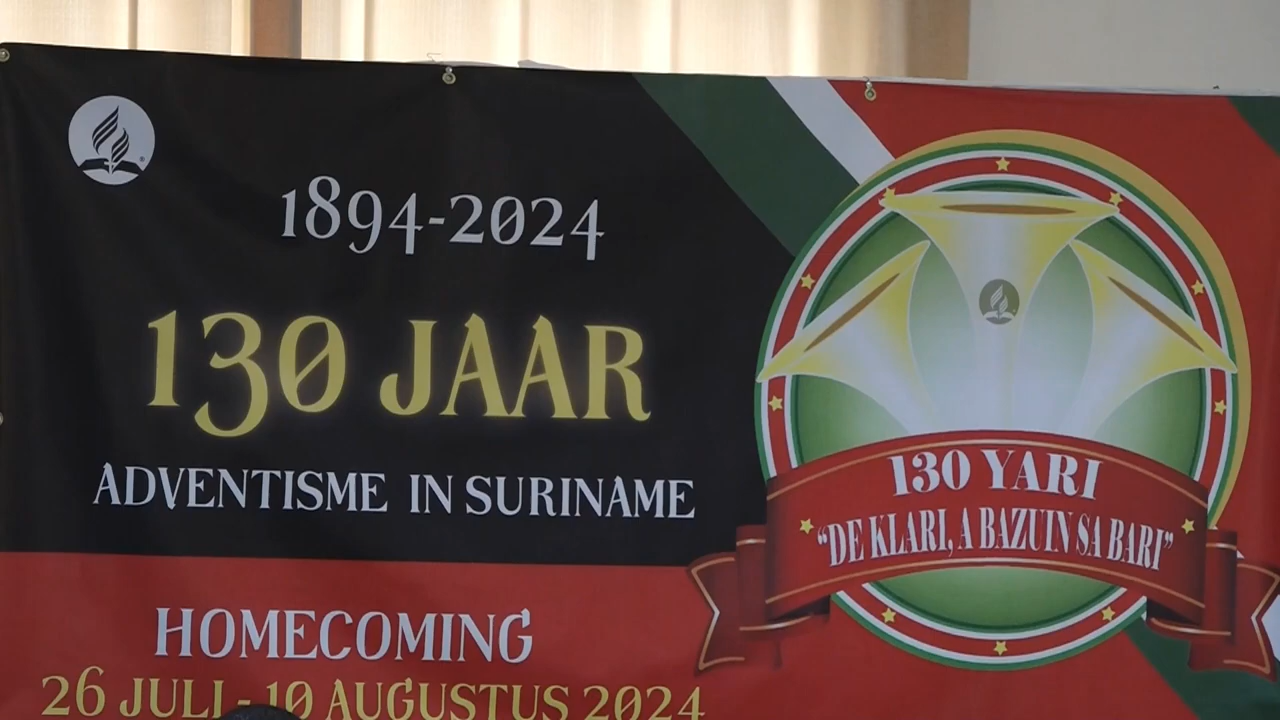 1894-2024
130 JAAR
ADVENTISME IN SURINAME
HOMECOMING
26 JULI - 10 AUGUSTUS 2024
130 YARI
“DE KLARI, A BAZUIN SA BARI”